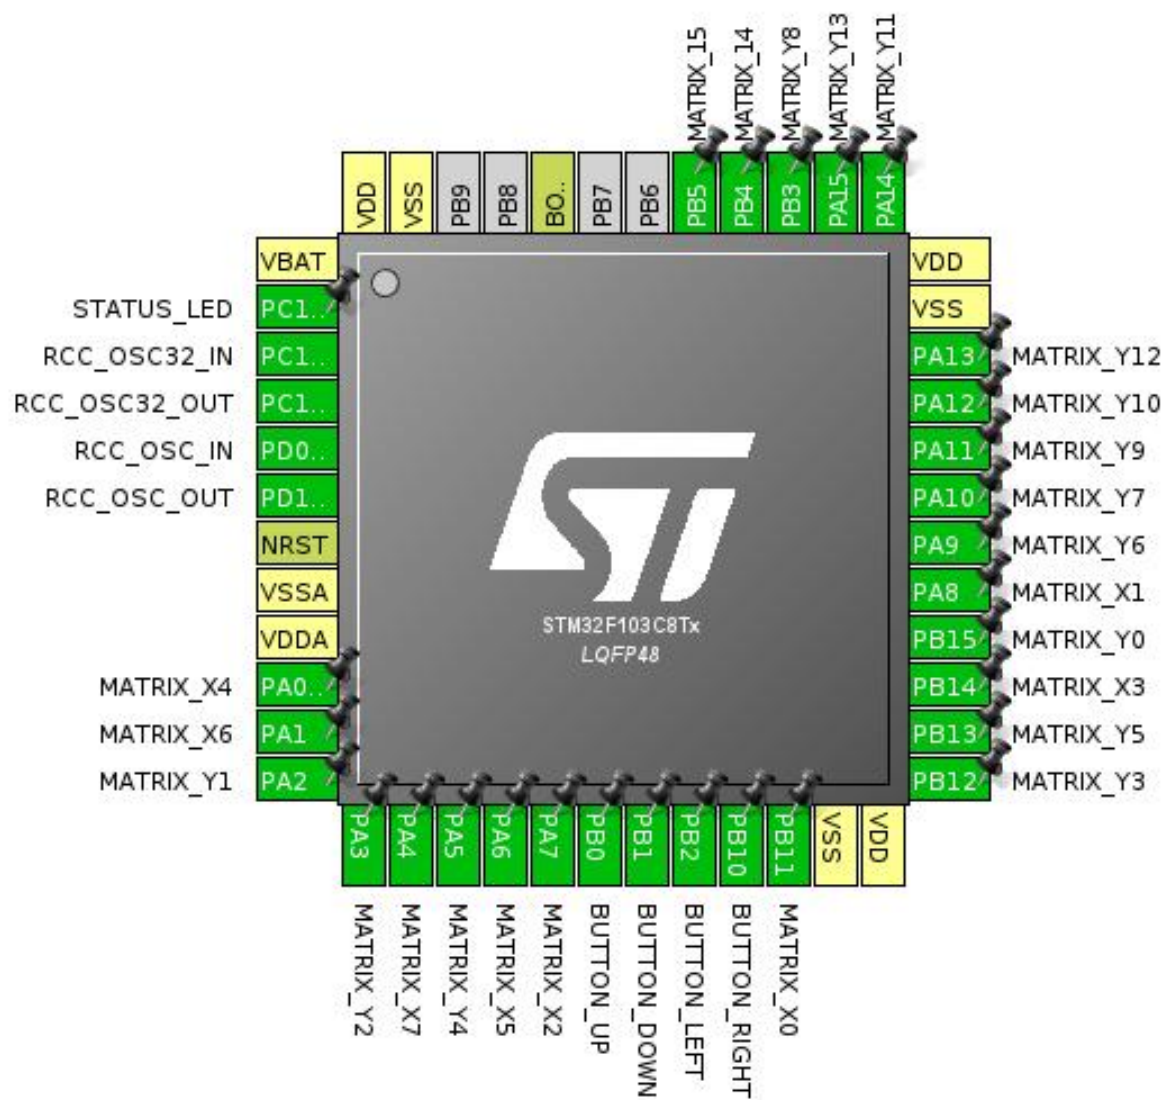 MATRIX_15
MATRIX_14
MATRIX_Y8
MATRIX_Y13
MATRIX_Y11
VDD
VSS
PB9
PB8
BO..
PB7
PB6
PB5
PB4
PB3
PA15
PA14
VBAT
VDD
STATUS_LED PC1..
VSS
RCC_OSC32_IN PC1..
PA13 MATRIX_Y12
RCC_OSC32_OUT PC1..
PA12 MATRIX_Y10
RCC_OSC_IN PD0..
PA11 MATRIX_Y9
RCC_OSC_OUT PD1..
PA10 MATRIX_Y7
NRST
PA9 MATRIX_Y6
VSSA
PA8 MATRIX_X1
VDDA
PB15 MATRIX_Y0
MATRIX_X4 PA0..
PB14 MATRIX_X3
MATRIX_X6 PA1
PB13 MATRIX_Y5
MATRIX_Y1 PA2
PB12 MATRIX_Y3
ST
STM32F103C8Tx
LQFP48
PA3
PA4
PA5
PA6
PA7
PB0
PB1
PB2
PB10
PB11
VSS
VDD
MATRIX_Y2
MATRIX_X7
MATRIX_Y4
MATRIX_X5
MATRIX_X2
BUTTON_UP
BUTTON_DOWN
BUTTON_LEFT
BUTTON_RIGHT
MATRIX_X0